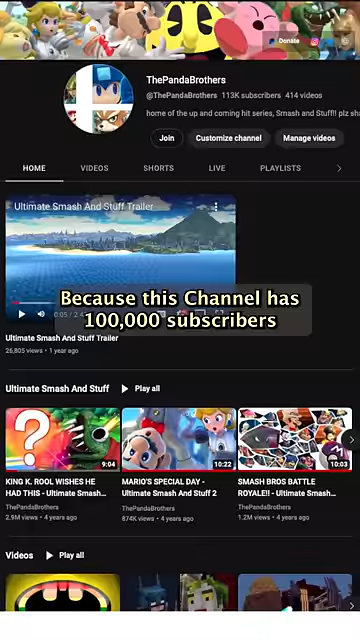 Donate
ThePandaBrothers
@ThePandaBrothers 113K subscribers 414 videos
home of the up and coming hit series, Smash and Stuff!! plz sha
Join Customize channel Manage videos
HOME VIDEOS SHORTS LIVE PLAYLISTS
Ultimate Smash And Stuff Trailer
0:05 / 2:4
Because this Channel has
100,000 subscribers
Ultimate Smash And Stuff Trailer
26,805 views • 1 year ago
Ultimate Smash And Stuff Play all
9:04 10:22 10:03
KING K. ROOL WISHES HE
HAD THIS - Ultimate Smash...
ThePandaBrothers
2.9M views • 4 years ago
MARIO'S SPECIAL DAY -
Ultimate Smash And Stuff 2
ThePandaBrothers
874K views • 4 years ago
SMASH BROS BATTLE
ROYALE!! - Ultimate Smash...
ThePandaBrothers
1.2M views • 4 years ago
Videos Play all